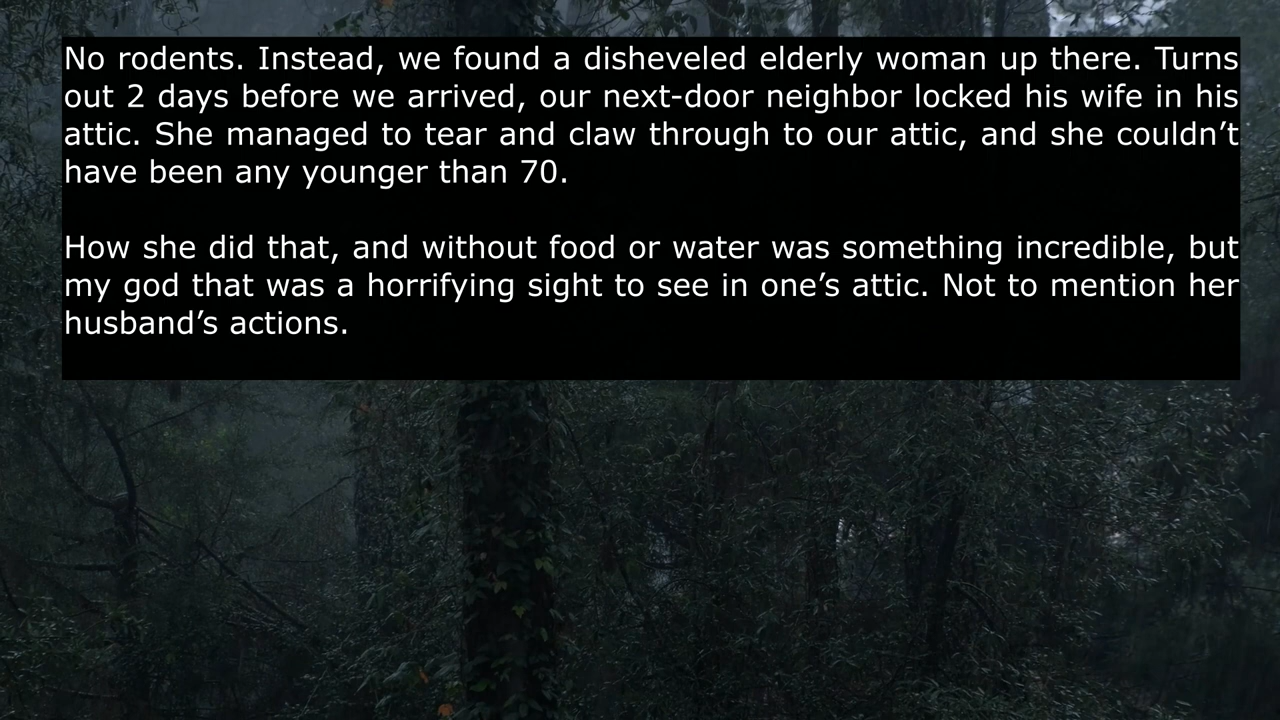 No rodents. Instead, we found a disheveled elderly woman up there. Turns
out 2 days before we arrived, our next-door neighbor locked his wife in his
attic. She managed to tear and claw through to our attic, and she couldn’t
have been any younger than 70.
How she did that, and without food or water was something incredible, but
my god that was a horrifying sight to see in one’s attic. Not to mention her
husband’s actions.